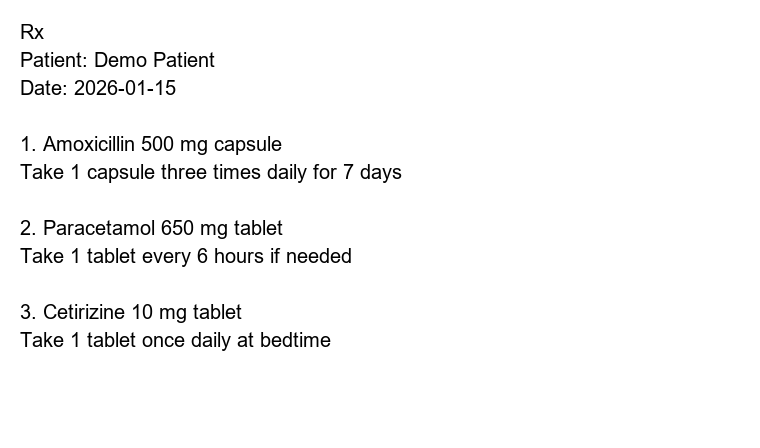 Rx
Patient: Demo Patient
Date: 2026-01-15
1. Amoxicillin 500 mg capsule
Take 1 capsule three times daily for 7 days
2. Paracetamol 650 mg tablet
Take 1 tablet every 6 hours if needed
3. Cetirizine 10 mg tablet
Take 1 tablet once daily at bedtime